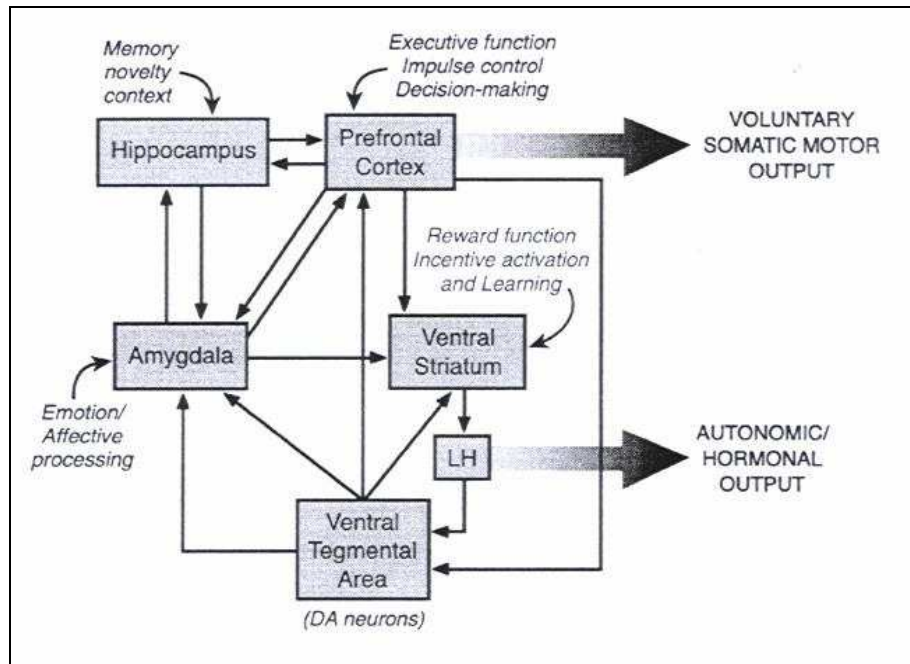 Memory
novelty
context
Executive function
Impulse control
Decision-making
Hippocampus
Prefrontal
Cortex
VOLUNTARY
SOMATIC MOTOR
OUTPUT
Reward function
Incentive activation
and Learning
Amygdala
Ventral
Striatum
Emotion/
Affective
processing
LH
AUTONOMIC/
HORMONAL
OUTPUT
Ventral
Tegmental
Area
(DA neurons)